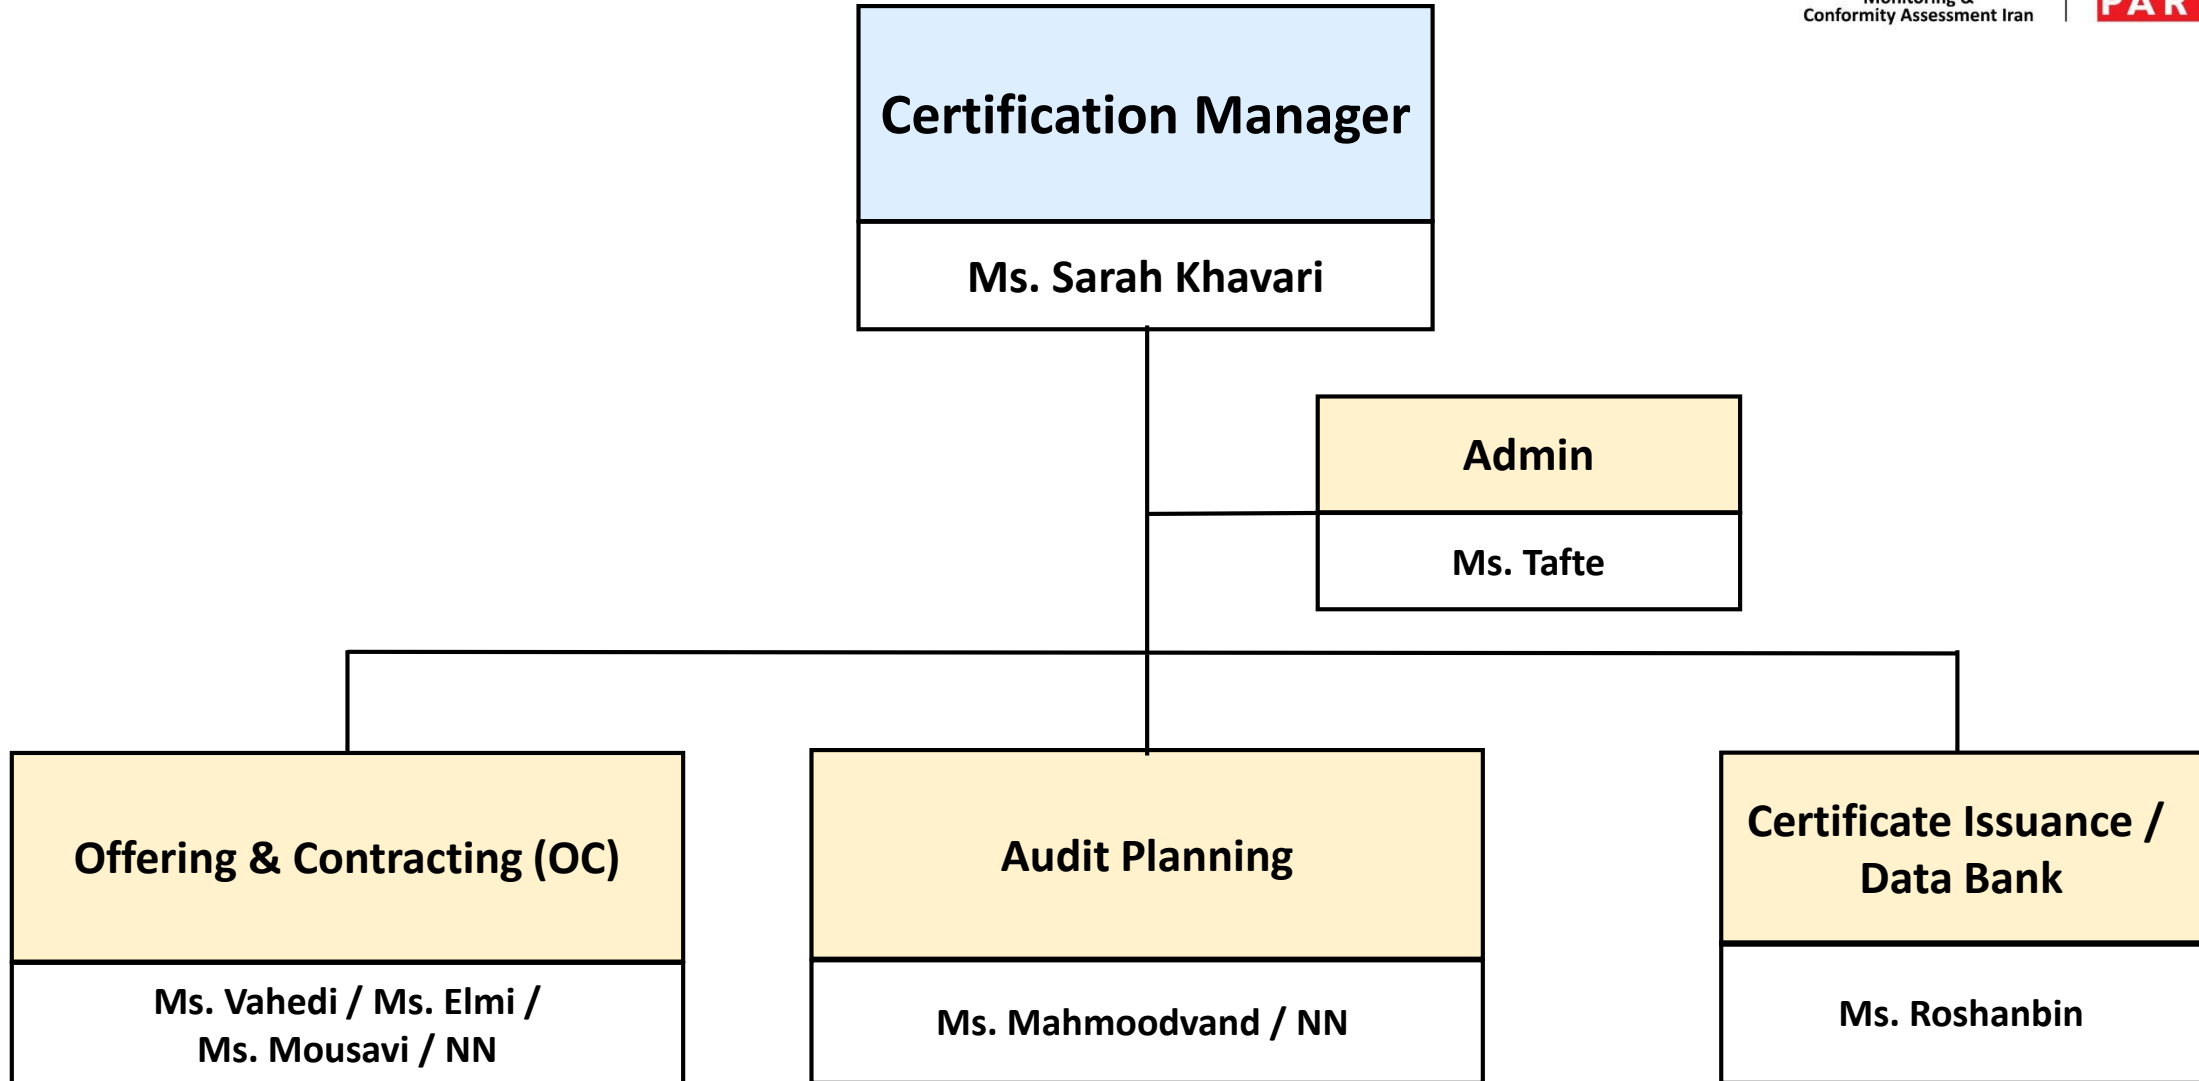 Conformity Assessment Iran
PAR
Certification Manager
Ms. Sarah Khavari
Admin
Ms. Tafte
Offering & Contracting (OC)
Ms. Vahedi / Ms. Elmi /
Ms. Mousavi / NN
Audit Planning
Ms. Mahmoodvand / NN
Certificate Issuance /
Data Bank
Ms. Roshanbin